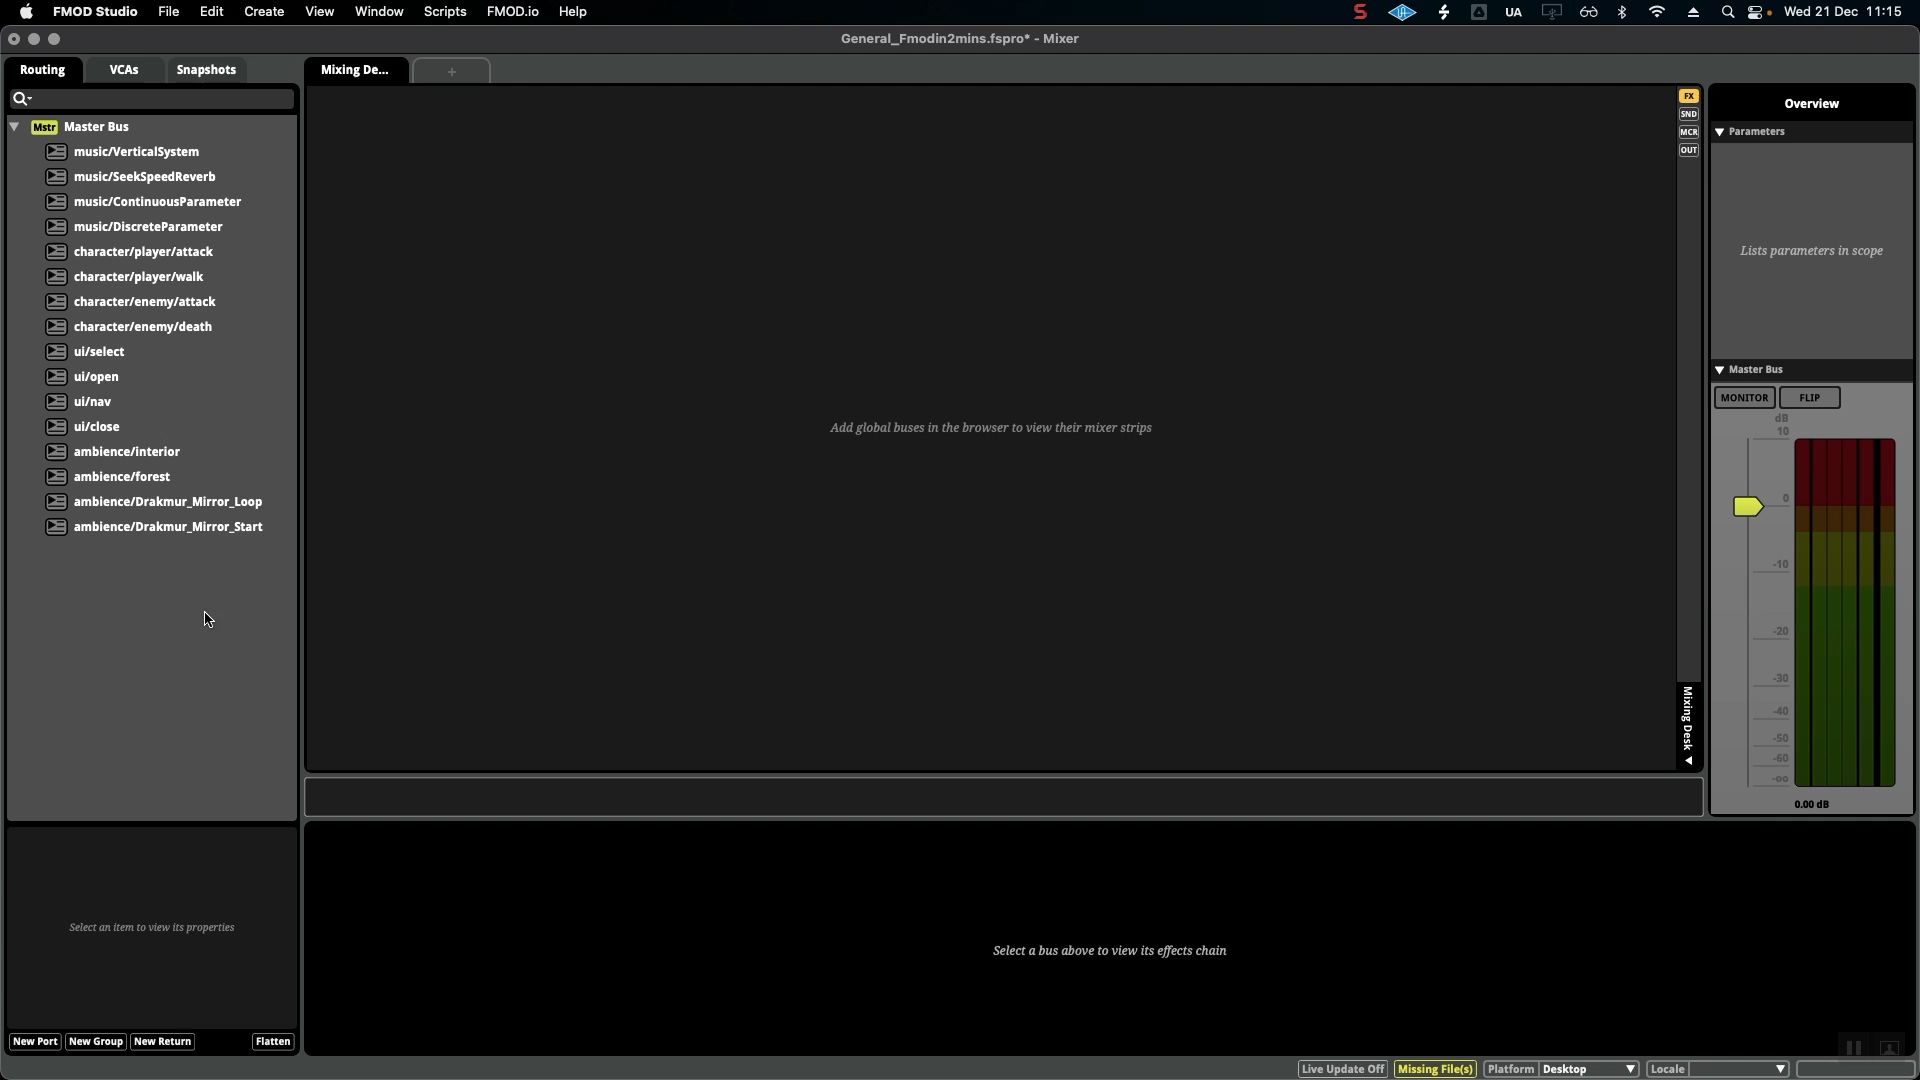 FMOD Studio File Edit Create View Window Scripts FMOD.io Help
UA Wed 21 Dec 11:15
General_Fmodin2mins.fspro* - Mixer
Routing VCAs Snapshots
Mixing De... +
Mstr Master Bus
music/VerticalSystem
music/SeekSpeedReverb
music/ContinuousParameter
music/DiscreteParameter
character/player/attack
character/player/walk
character/enemy/attack
character/enemy/death
ui/select
ui/open
ui/nav
ui/close
ambience/interior
ambience/forest
ambience/Drakmur_Mirror_Loop
ambience/Drakmur_Mirror_Start
Select an item to view its properties
New Port New Group New Return Flatten
Add global buses in the browser to view their mixer strips
FX
SND
MCR
OUT
Mixing Desk
Select a bus above to view its effects chain
Overview
Parameters
Lists parameters in scope
Master Bus
MONITOR FLIP
dB
10
0
-10
-20
-30
-40
-50
-60
-oo
0.00 dB
Live Update Off Missing File(s) Platform Desktop Locale